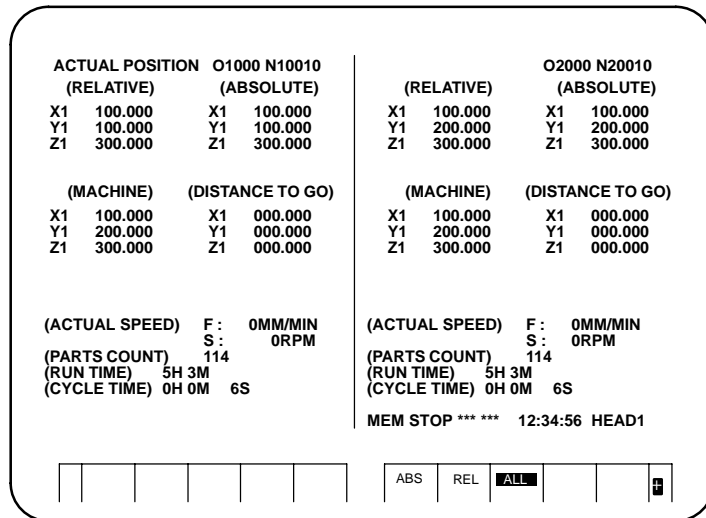 ACTUAL POSITION O1000 N10010
(RELATIVE) (ABSOLUTE)
X1 100.000 X1 100.000
Y1 100.000 Y1 100.000
Z1 300.000 Z1 300.000
(MACHINE) (DISTANCE TO GO)
X1 100.000 X1 000.000
Y1 200.000 Y1 000.000
Z1 300.000 Z1 000.000
(ACTUAL SPEED) F : 0MM/MIN
S : 0RPM
(PARTS COUNT) 114
(RUN TIME) 5H 3M
(CYCLE TIME) 0H 0M 6S
O2000 N20010
(RELATIVE) (ABSOLUTE)
X1 100.000 X1 100.000
Y1 200.000 Y1 200.000
Z1 300.000 Z1 300.000
(MACHINE) (DISTANCE TO GO)
X1 100.000 X1 000.000
Y1 200.000 Y1 000.000
Z1 300.000 Z1 000.000
(ACTUAL SPEED) F : 0MM/MIN
S : 0RPM
(PARTS COUNT) 114
(RUN TIME) 5H 3M
(CYCLE TIME) 0H 0M 6S
MEM STOP *** *** 12:34:56 HEAD1
ABS REL ALL +